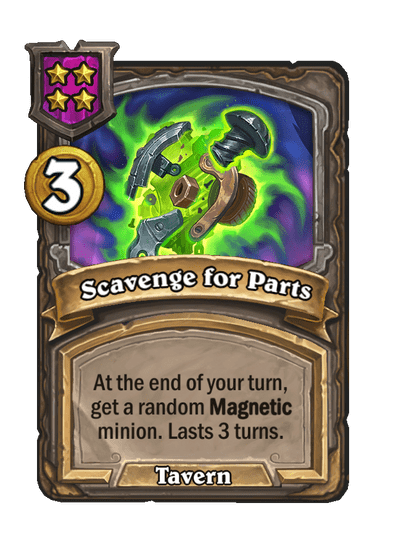 3
Scavenge for Parts
At the end of your turn,
get a random Magnetic
minion. Lasts 3 turns.
Tavern